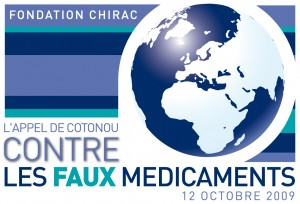 FONDATION CHIRAC
L'APPEL DE COTONOU
CONTRE
LES FAUX MEDICAMENTS
12 OCTOBRE 2009